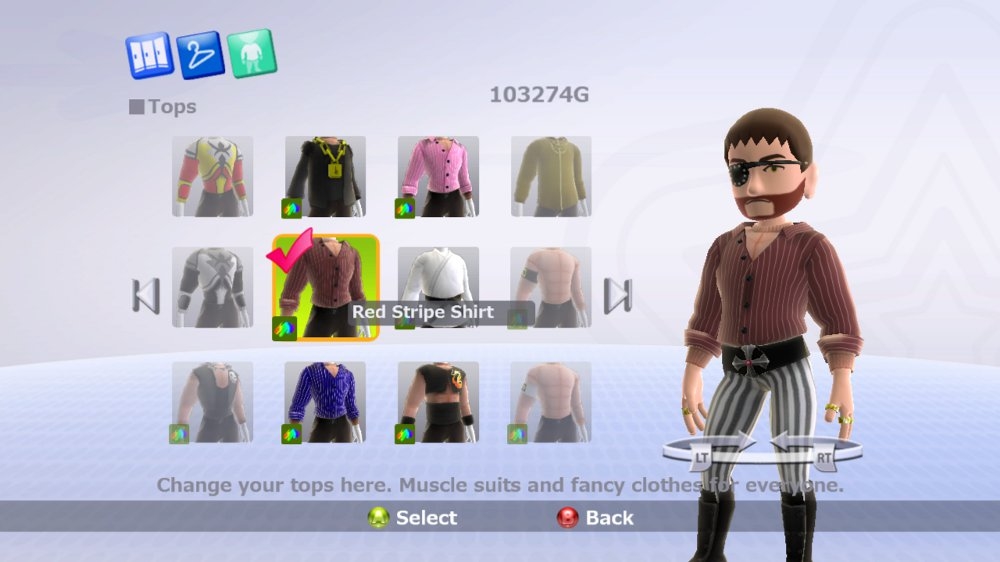 103274G
Tops
Red Stripe Shirt
LT
RT
Change your tops here. Muscle suits and fancy clothes for everyone.
A Select
B Back